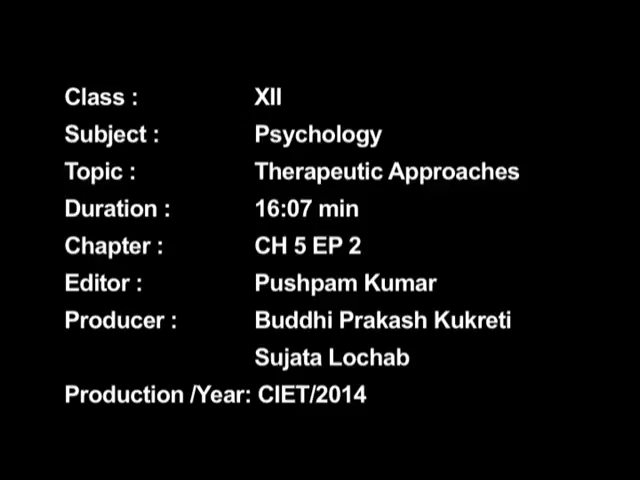 Class : XII
Subject : Psychology
Topic : Therapeutic Approaches
Duration : 16:07 min
Chapter : CH 5 EP 2
Editor : Pushpam Kumar
Producer : Buddhi Prakash Kukreti
Sujata Lochab
Production /Year: CIET/2014